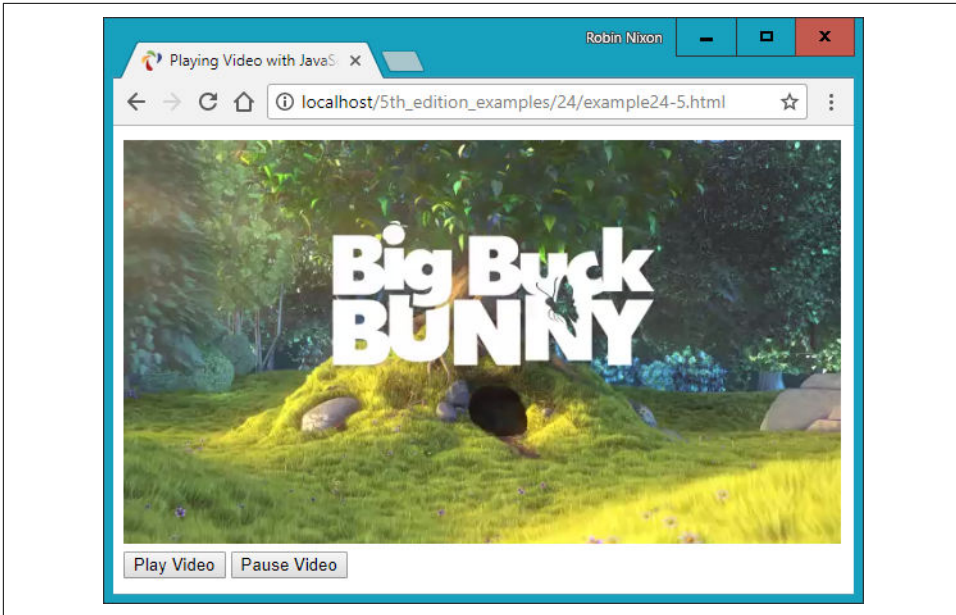 Robin Nixon
Playing Video with JavaS
localhost/5th_edition_examples/24/example24-5.html
Big Buck
BUNNY
Play Video Pause Video